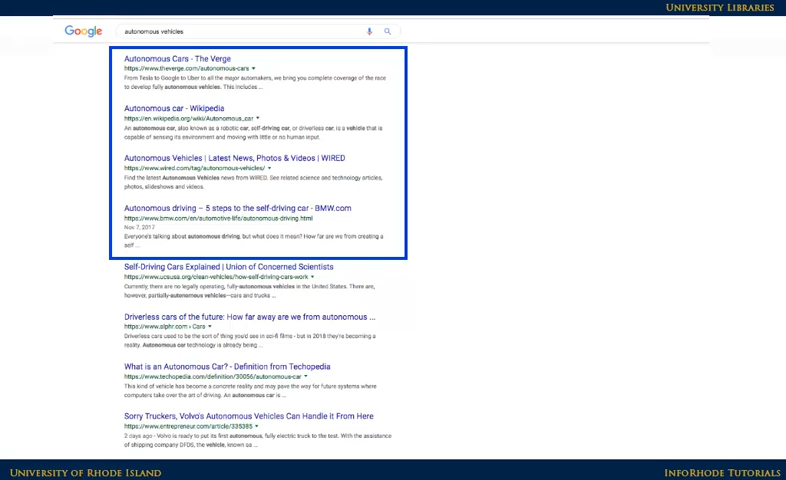 UNIVERSITY LIBRARIES
Google
autonomous vehicles
Autonomous Cars - The Verge
https://www.theverge.com/autonomous-cars
From Tesla to Google to Uber to all the major automakers, we bring you complete coverage of the race
to develop fully autonomous vehicles. This includes ...
Autonomous car - Wikipedia
https://en.wikipedia.org/wiki/Autonomous_car
An autonomous car, also known as a robotic car, self-driving car, or driverless car, is a vehicle that is
capable of sensing its environment and moving with little or no human input.
Autonomous Vehicles | Latest News, Photos & Videos | WIRED
https://www.wired.com/tag/autonomous-vehicles/
Find the latest Autonomous Vehicles news from WIRED. See related science and technology articles,
photos, slideshows and videos.
Autonomous driving – 5 steps to the self-driving car - BMW.com
https://www.bmw.com/en/automotive-life/autonomous-driving.html
Nov 7, 2017
Everyone's talking about autonomous driving, but what does it mean? How far are we from creating a
self ...
Self-Driving Cars Explained | Union of Concerned Scientists
https://www.ucsusa.org/clean-vehicles/how-self-driving-cars-work
Currently, there are no legally operating, fully-autonomous vehicles in the United States. There are,
however, partially-autonomous vehicles—cars and trucks ...
Driverless cars of the future: How far away are we from autonomous ...
https://www.alphr.com › Cars
Driverless cars used to be the sort of thing you'd see in sci-fi films - but in 2018 they're becoming a
reality. Autonomous car technology is already being ...
What is an Autonomous Car? - Definition from Techopedia
https://www.techopedia.com/definition/30056/autonomous-car
This kind of vehicle has become a concrete reality and may pave the way for future systems where
computers take over the art of driving. An autonomous car is ...
Sorry Truckers, Volvo's Autonomous Vehicles Can Handle it From Here
https://www.entrepreneur.com/article/335385
2 days ago - Volvo is ready to put its first autonomous, fully electric truck to the test. With the assistance
of shipping company DFDS, the vehicle, known as ...
UNIVERSITY OF RHODE ISLAND
INFORHODE TUTORIALS